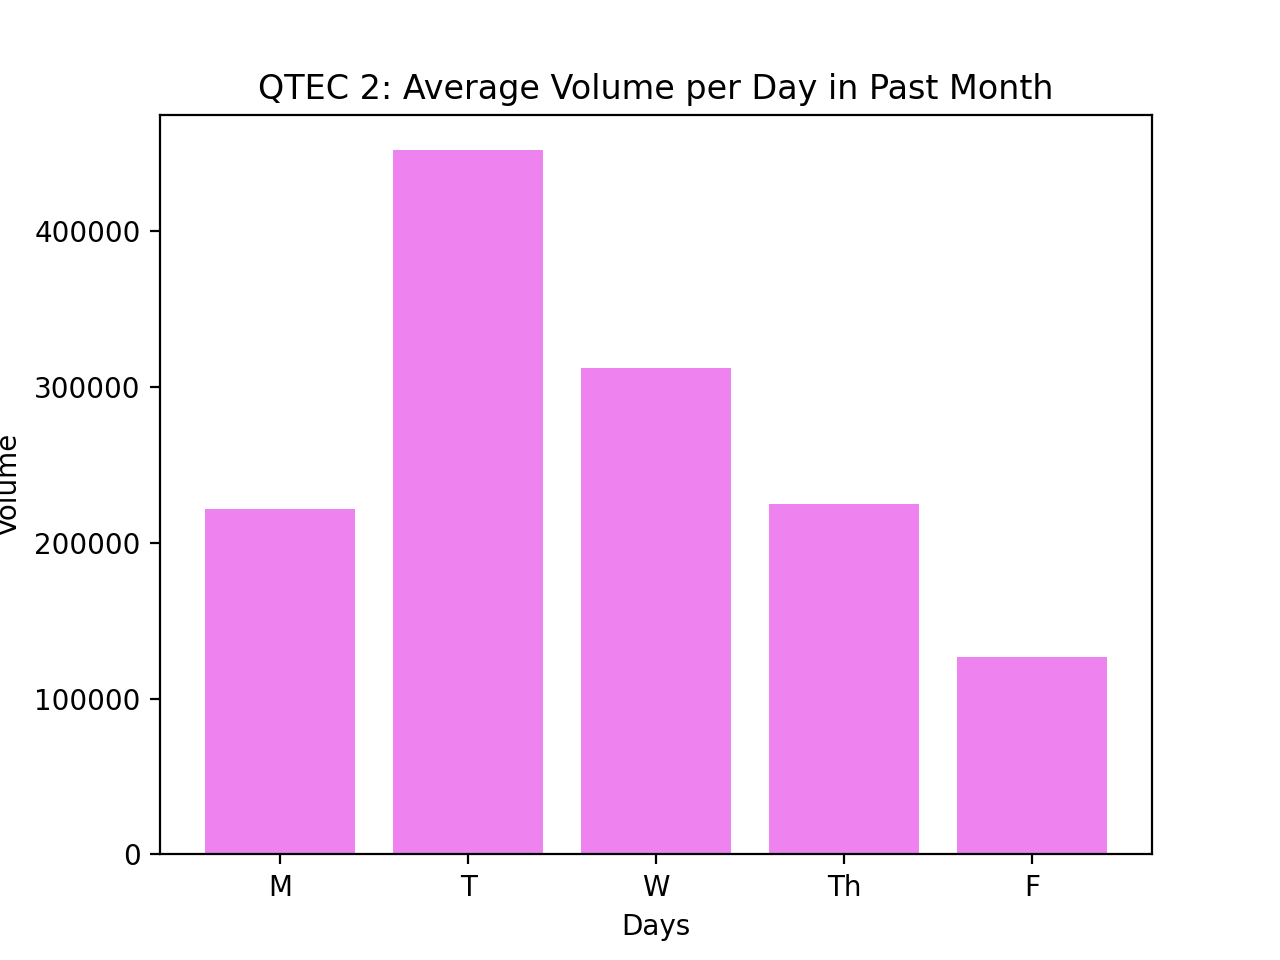 QTEC 2: Average Volume per Day in Past Month
400000
300000
200000
100000
0
Volume
M T W Th F
Days